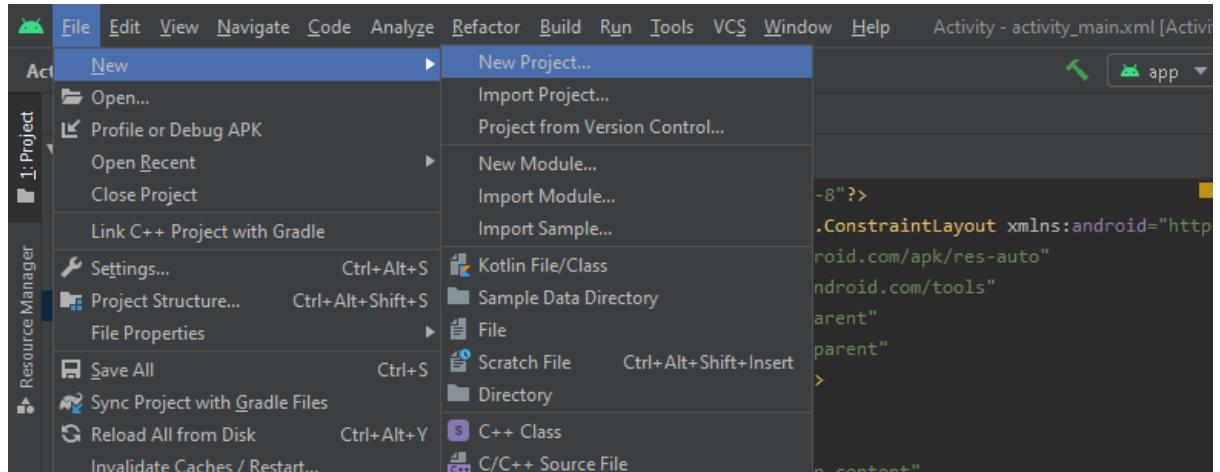 File Edit View Navigate Code Analyze Refactor Build Run Tools VCS Window Help Activity - activity_main.xml [Activi
Act
app
1: Project
Resource Manager
New
Open...
Profile or Debug APK
Open Recent
Close Project
Link C++ Project with Gradle
Settings... Ctrl+Alt+S
Project Structure... Ctrl+Alt+Shift+S
File Properties
Save All Ctrl+S
Sync Project with Gradle Files
Reload All from Disk Ctrl+Alt+Y
Invalidate Caches / Restart...
New Project...
Import Project...
Project from Version Control...
New Module...
Import Module...
Import Sample...
Kotlin File/Class
Sample Data Directory
File
Scratch File Ctrl+Alt+Shift+Insert
Directory
S C++ Class
C/C++ Source File
-8"?>
.ConstraintLayout xmlns:android="http
roid.com/apk/res-auto"
ndroid.com/tools"
arent"
parent"
>
p_content"